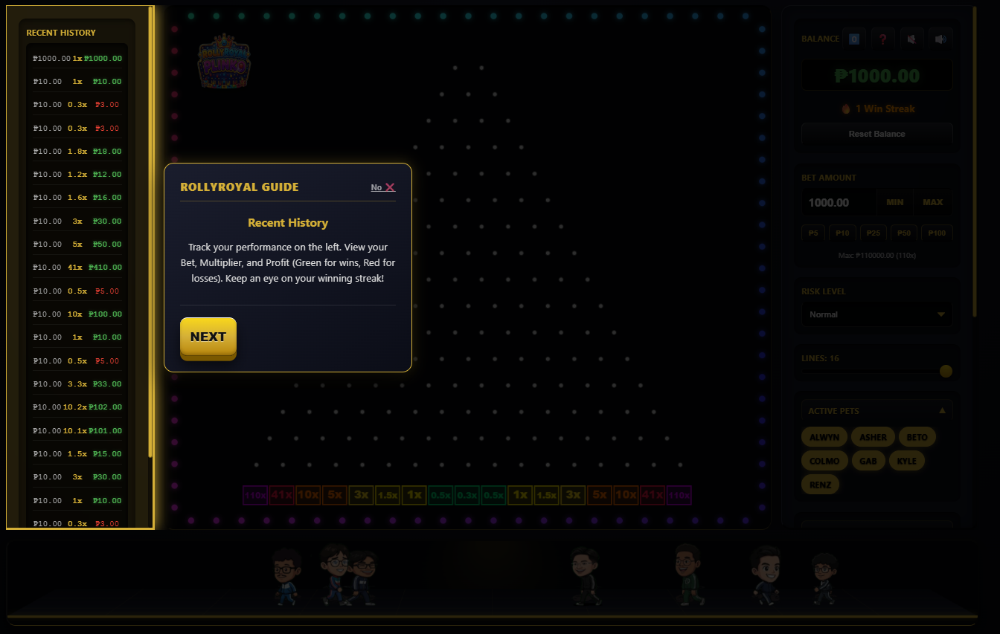 RECENT HISTORY
₱1000.00 1x ₱1000.00
₱10.00 1x ₱10.00
₱10.00 0.3x ₱3.00
₱10.00 0.3x ₱3.00
₱10.00 1.8x ₱18.00
₱10.00 1.2x ₱12.00
₱10.00 1.6x ₱16.00
₱10.00 3x ₱30.00
₱10.00 5x ₱50.00
₱10.00 41x ₱410.00
₱10.00 0.5x ₱5.00
₱10.00 10x ₱100.00
₱10.00 1x ₱10.00
₱10.00 0.5x ₱5.00
₱10.00 3.3x ₱33.00
₱10.00 10.2x ₱102.00
₱10.00 10.1x ₱101.00
₱10.00 1.5x ₱15.00
₱10.00 3x ₱30.00
₱10.00 1x ₱10.00
₱10.00 0.3x ₱3.00
ROLLYROYAL
PLINKO
ROLLYROYAL GUIDE
No ❌
Recent History
Track your performance on the left. View your
Bet, Multiplier, and Profit (Green for wins, Red for
losses). Keep an eye on your winning streak!
NEXT
110x 41x 10x 5x 3x 1.5x 1x 0.5x 0.3x 0.5x 1x 1.5x 3x 5x 10x 41x 110x
BALANCE
₱1000.00
🔥 1 Win Streak
Reset Balance
BET AMOUNT
1000.00 MIN MAX
₱5 ₱10 ₱25 ₱50 ₱100
Max: ₱110000.00 (110x)
RISK LEVEL
Normal
LINES: 16
ACTIVE PETS
ALWYN ASHER BETO
COLMO GAB KYLE
RENZ